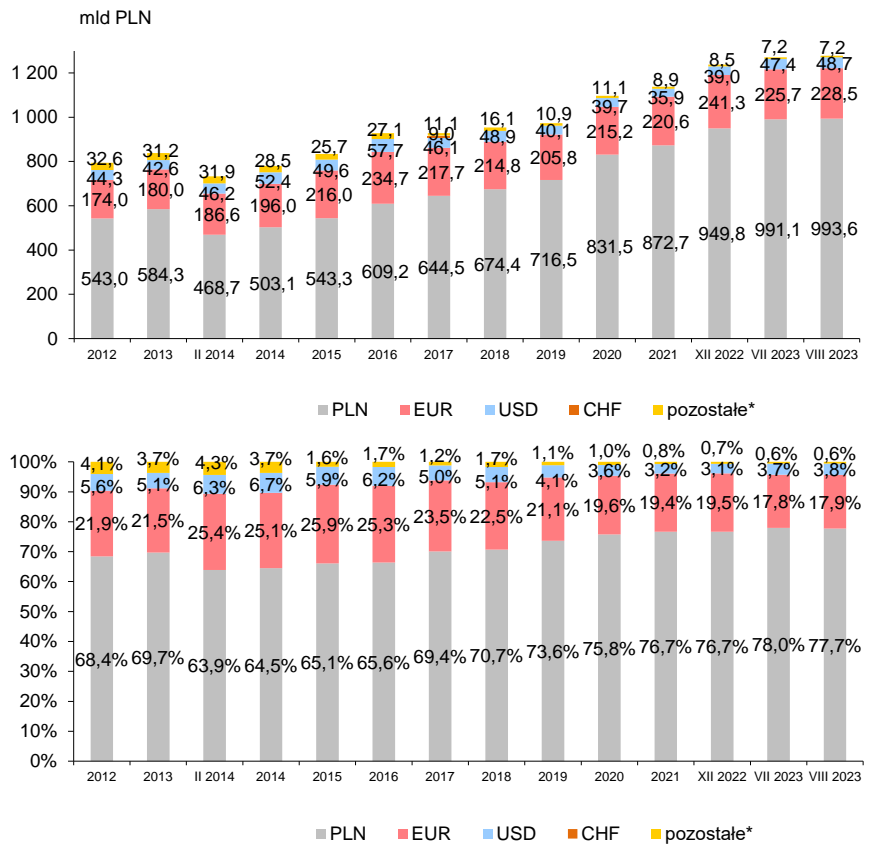 mld PLN
1 200
1 000
800
600
400
200
0
32,6 31,2 31,9 28,5 25,7 27,1 11,1 16,1 10,9 11,1 8,9 8,5 7,2 7,2
9,0
44,3 42,6 46,2 52,4 49,6 57,7 46,1 48,9 40,1 39,7 35,9 39,0 47,4 48,7
174,0 180,0 186,6 196,0 216,0 234,7 217,7 214,8 205,8 215,2 220,6 241,3 225,7 228,5
543,0 584,3 468,7 503,1 543,3 609,2 644,5 674,4 716,5 831,5 872,7 949,8 991,1 993,6
2012 2013 II 2014 2014 2015 2016 2017 2018 2019 2020 2021 XII 2022 VII 2023 VIII 2023
PLN EUR USD CHF pozostałe*
100%
90%
80%
70%
60%
50%
40%
30%
20%
10%
0%
4,1% 3,7% 4,3% 3,7% 1,6% 1,7% 1,2% 1,7% 1,1% 1,0% 0,8% 0,7% 0,6% 0,6%
5,6% 5,1% 6,3% 6,7% 5,9% 6,2% 5,0% 5,1% 4,1% 3,6% 3,2% 3,1% 3,7% 3,8%
21,9% 21,5% 25,4% 25,1% 25,9% 25,3% 23,5% 22,5% 21,1% 19,6% 19,4% 19,5% 17,8% 17,9%
68,4% 69,7% 63,9% 64,5% 65,1% 65,6% 69,4% 70,7% 73,6% 75,8% 76,7% 76,7% 78,0% 77,7%
2012 2013 II 2014 2014 2015 2016 2017 2018 2019 2020 2021 XII 2022 VII 2023 VIII 2023
PLN EUR USD CHF pozostałe*